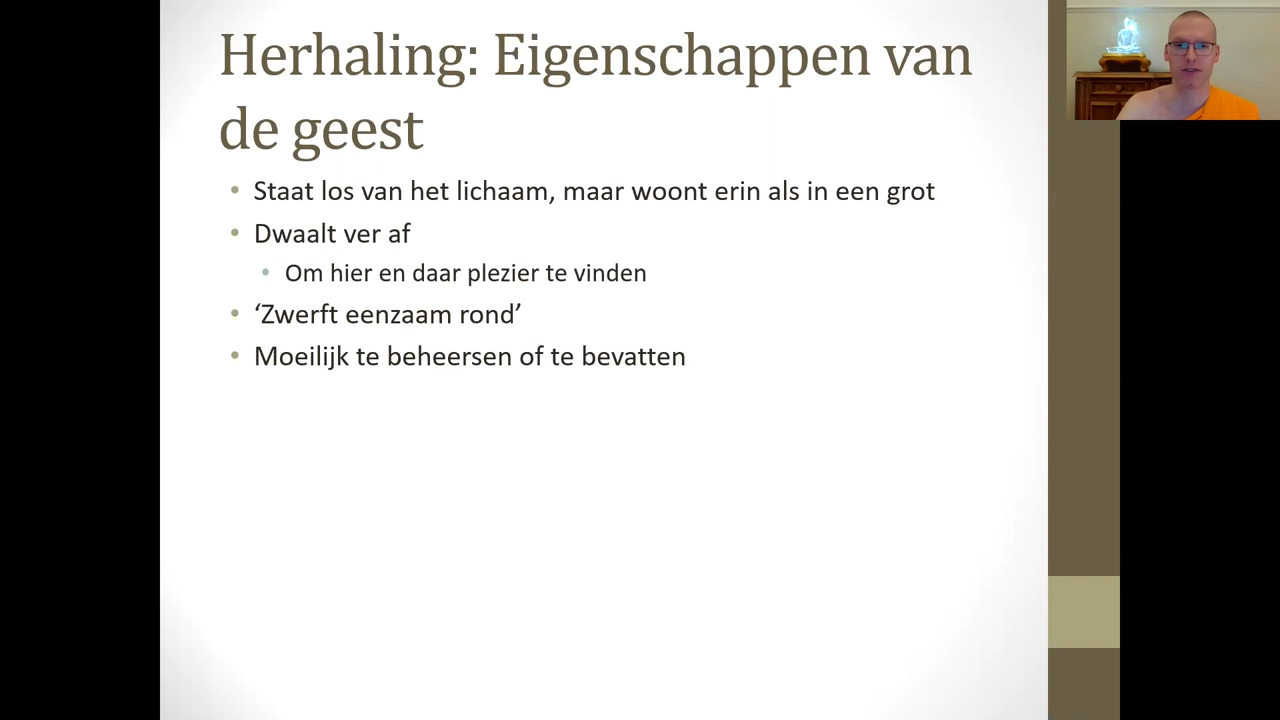 Herhaling: Eigenschappen van
de geest
• Staat los van het lichaam, maar woont erin als in een grot
• Dwaalt ver af
• Om hier en daar plezier te vinden
• ‘Zwerft eenzaam rond’
• Moeilijk te beheersen of te bevatten